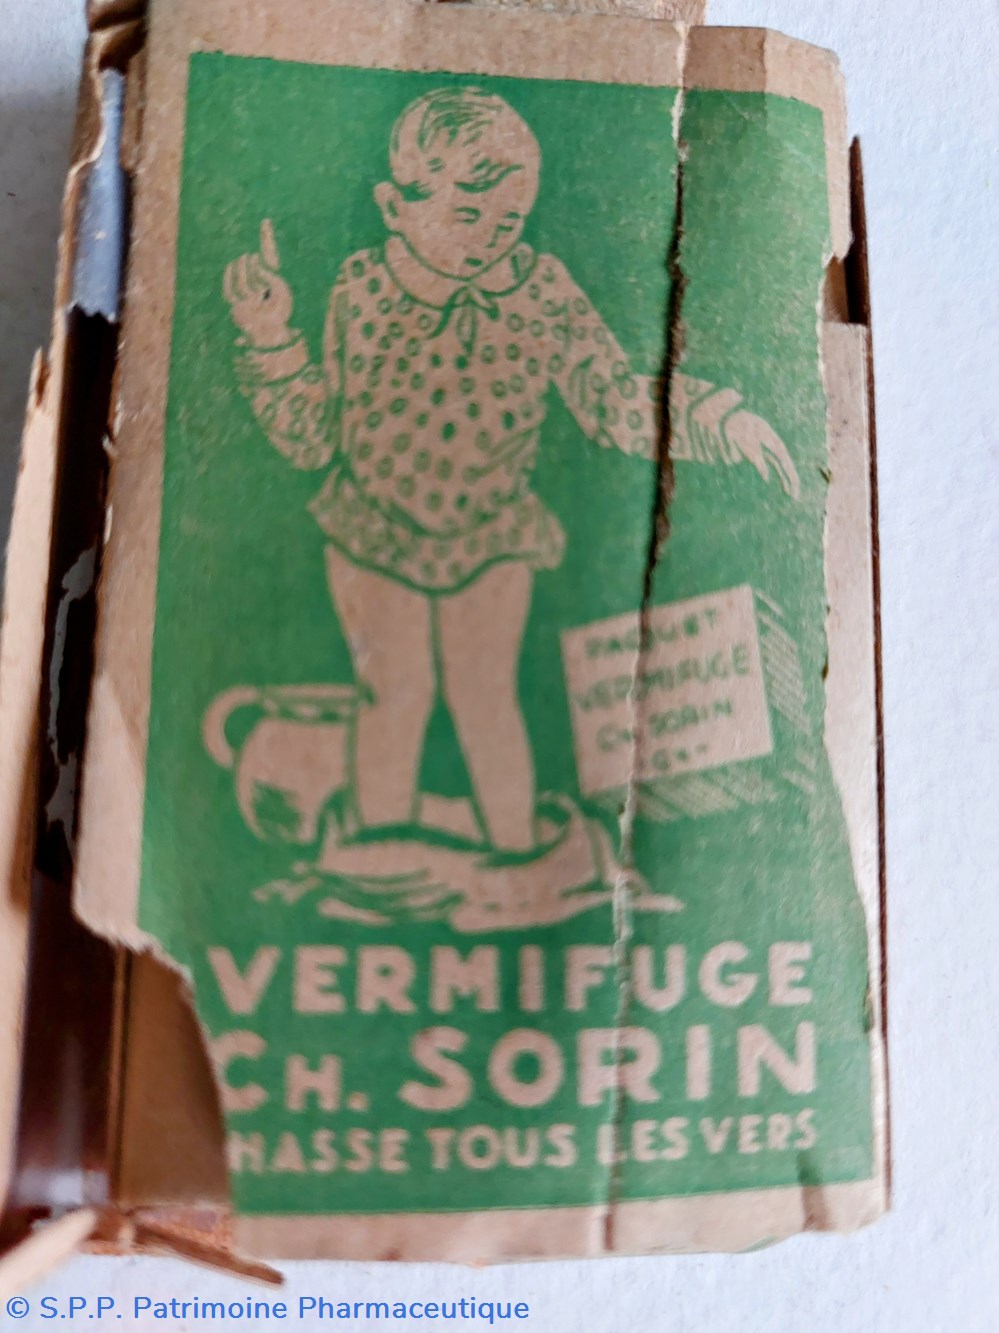 PAQUET
VERMIFUGE
CH. SORIN
VERMIFUGE
CH. SORIN
HASSE TOUS LES VERS
© S.P.P. Patrimoine Pharmaceutique